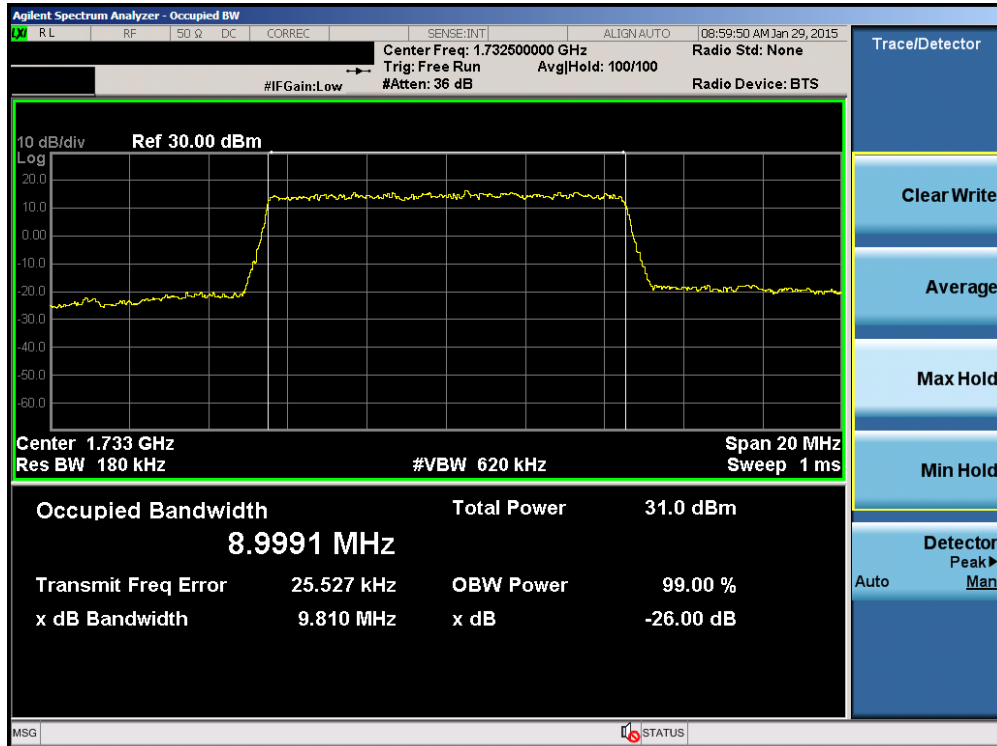 Agilent Spectrum Analyzer - Occupied BW
LXI RL RF 50 Ω DC CORREC SENSE:INT ALIGN AUTO 08:59:50 AM Jan 29, 2015
Center Freq: 1.732500000 GHz Radio Std: None
Trig: Free Run Avg|Hold: 100/100
#IFGain:Low #Atten: 36 dB Radio Device: BTS
10 dB/div Ref 30.00 dBm
Log
20.0
10.0
0.00
-10.0
-20.0
-30.0
-40.0
-50.0
-60.0
Center 1.733 GHz Span 20 MHz
Res BW 180 kHz #VBW 620 kHz Sweep 1 ms
Occupied Bandwidth Total Power 31.0 dBm
8.9991 MHz
Transmit Freq Error 25.527 kHz OBW Power 99.00 %
x dB Bandwidth 9.810 MHz x dB -26.00 dB
MSG STATUS
Trace/Detector
Clear Write
Average
Max Hold
Min Hold
Detector
Peak▶
Auto Man